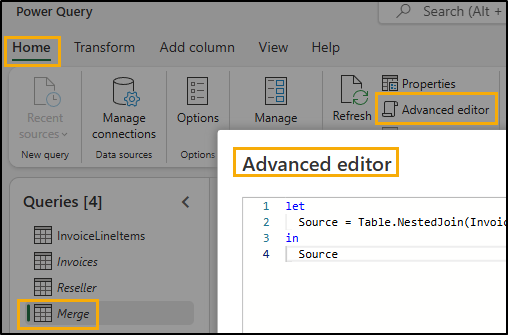 Power Query
Search (Alt +
Home Transform Add column View Help
Recent sources
Manage connections
Options
Manage
Refresh
Properties
Advanced editor
New query
Data sources
Options
Queries [4]
InvoiceLineItems
Invoices
Reseller
Merge
Advanced editor
1 let
2 Source = Table.NestedJoin(Invoi
3 in
4 Source